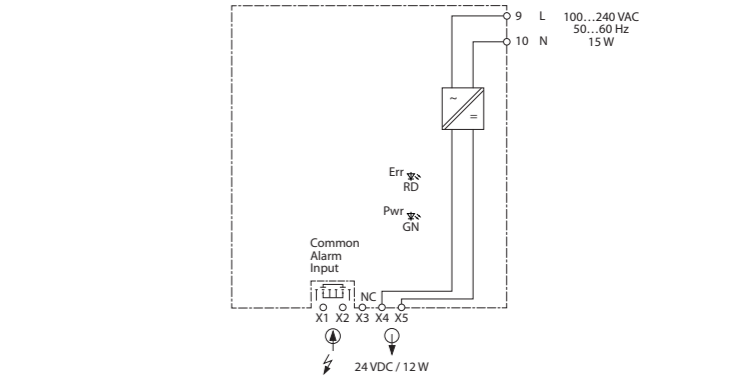 9 L 100…240 VAC
50…60 Hz
10 N 15 W
~
=
Err
RD
Pwr
GN
Common
Alarm
Input
NC
X1 X2 X3 X4 X5
24 VDC / 12 W